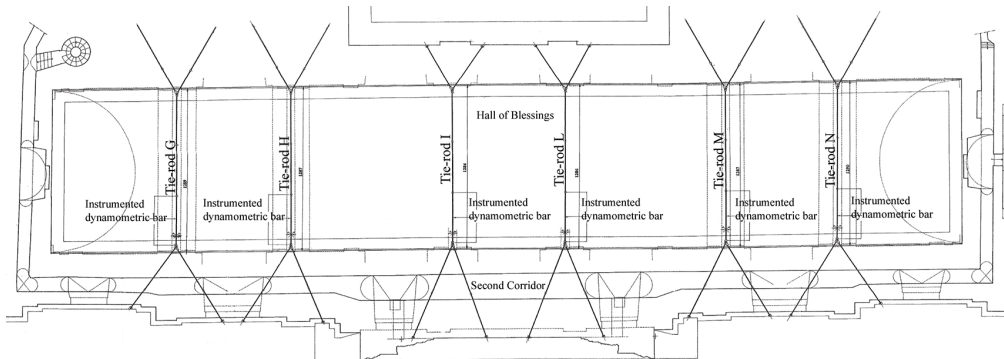 Hall of Blessings
Tie-rod G
Tie-rod H
Tie-rod I
Tie-rod L
Tie-rod M
Tie-rod N
Instrumented
dynamometric bar
Instrumented
dynamometric bar
Instrumented
dynamometric bar
Instrumented
dynamometric bar
Instrumented
dynamometric bar
Instrumented
dynamometric bar
Second Corridor